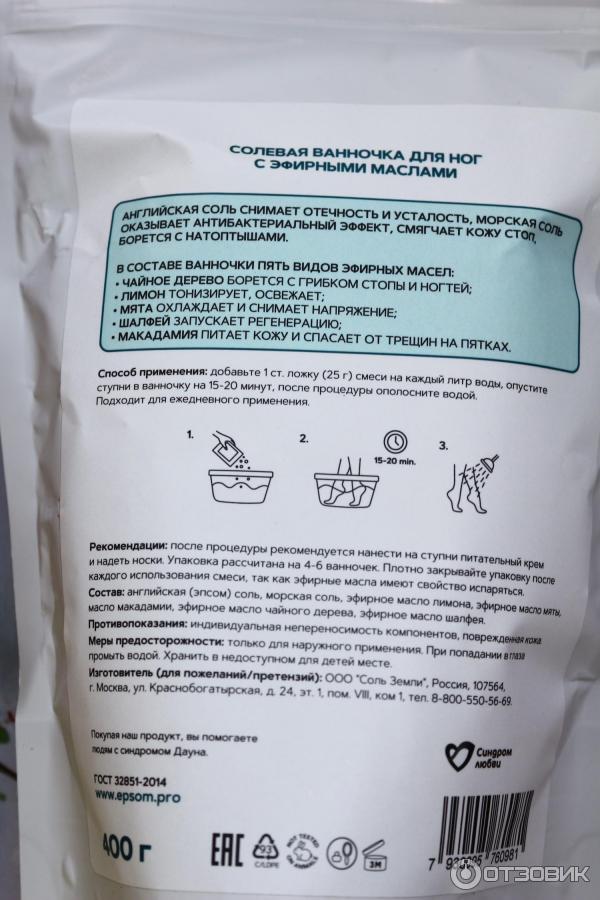 СОЛЕВАЯ ВАННОЧКА ДЛЯ НОГ
С ЭФИРНЫМИ МАСЛАМИ
АНГЛИЙСКАЯ СОЛЬ СНИМАЕТ ОТЕЧНОСТЬ И УСТАЛОСТЬ, МОРСКАЯ СОЛЬ
ОКАЗЫВАЕТ АНТИБАКТЕРИАЛЬНЫЙ ЭФФЕКТ, СМЯГЧАЕТ КОЖУ СТОП,
БОРЕТСЯ С НАТОПТЫШАМИ.
В СОСТАВЕ ВАННОЧКИ ПЯТЬ ВИДОВ ЭФИРНЫХ МАСЕЛ:
• ЧАЙНОЕ ДЕРЕВО БОРЕТСЯ С ГРИБКОМ СТОПЫ И НОГТЕЙ;
• ЛИМОН ТОНИЗИРУЕТ, ОСВЕЖАЕТ;
• МЯТА ОХЛАЖДАЕТ И СНИМАЕТ НАПРЯЖЕНИЕ;
• ШАЛФЕЙ ЗАПУСКАЕТ РЕГЕНЕРАЦИЮ;
• МАКАДАМИЯ ПИТАЕТ КОЖУ И СПАСАЕТ ОТ ТРЕЩИН НА ПЯТКАХ.
Способ применения: добавьте 1 ст. ложку (25 г) смеси на каждый литр воды, опустите
ступни в ванночку на 15-20 минут, после процедуры ополосните водой.
Подходит для ежедневного применения.
1. 2. 3.
15-20 min.
Рекомендации: после процедуры рекомендуется нанести на ступни питательный крем
и надеть носки. Упаковка рассчитана на 4-6 ванночек. Плотно закрывайте упаковку после
каждого использования смеси, так как эфирные масла имеют свойство испаряться.
Состав: английская (эпсом) соль, морская соль, эфирное масло лимона, эфирное масло мяты,
масло макадамии, эфирное масло чайного дерева, эфирное масло шалфея.
Противопоказания: индивидуальная непереносимость компонентов, поврежденная кожа.
Меры предосторожности: только для наружного применения. При попадании в глаза
промыть водой. Хранить в недоступном для детей месте.
Изготовитель (для пожеланий/претензий): ООО "Соль Земли", Россия, 107564,
г. Москва, ул. Краснобогатырская, д. 24, эт. 1, пом. VIII, ком 1, тел. 8-800-550-56-69.
Покупая наш продукт, вы помогаете
людям с синдромом Дауна.
Синдром
любви
ГОСТ 32851-2014
www.epsom.pro
400 г
EAC
93
C/LDPE
NOT TESTED
ON ANIMALS
3M
ОТЗОВИК